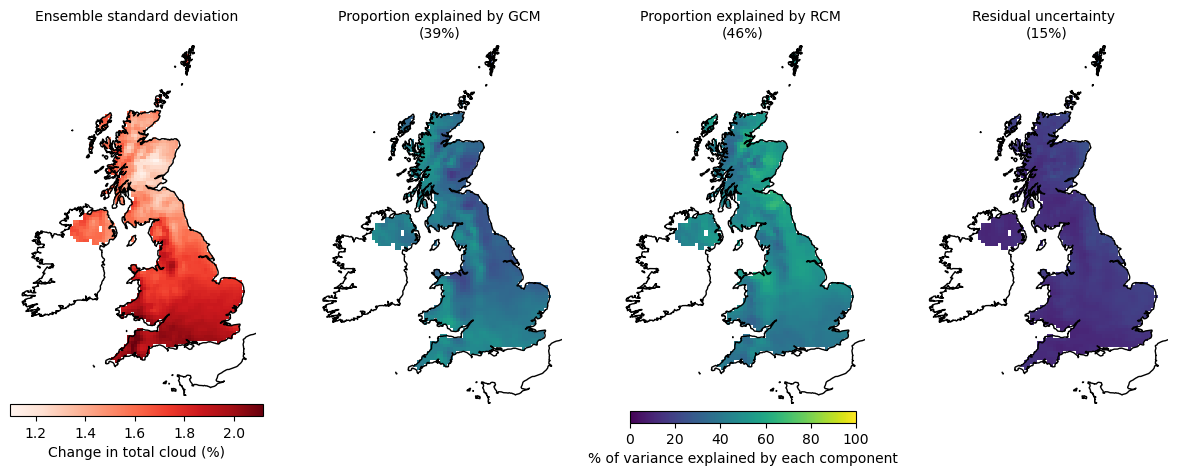 Ensemble standard deviation
Proportion explained by GCM
(39%)
Proportion explained by RCM
(46%)
Residual uncertainty
(15%)
1.2 1.4 1.6 1.8 2.0
Change in total cloud (%)
0 20 40 60 80 100
% of variance explained by each component